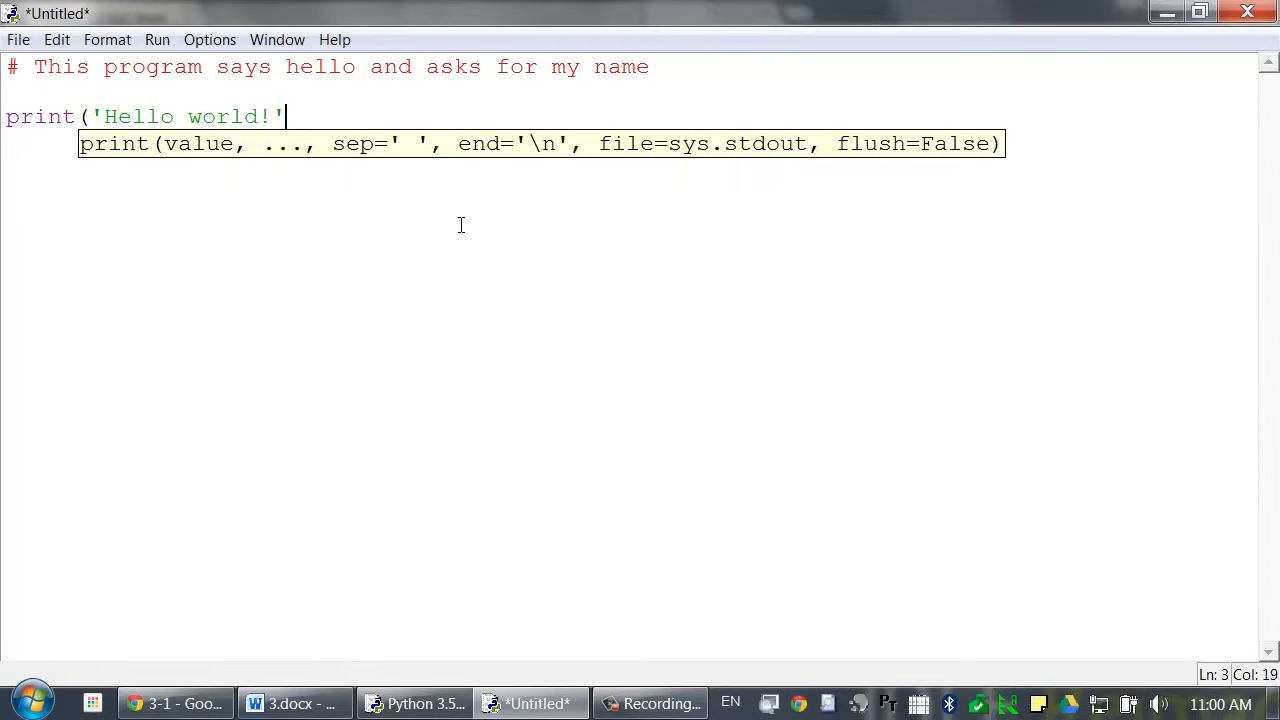 *Untitled*
File Edit Format Run Options Window Help
# This program says hello and asks for my name
print('Hello world!'
print(value, ..., sep=' ', end='\n', file=sys.stdout, flush=False)
Ln: 3 Col: 19
3-1 - Goo... 3.docx - ... Python 3.5... *Untitled* Recording... EN 11:00 AM